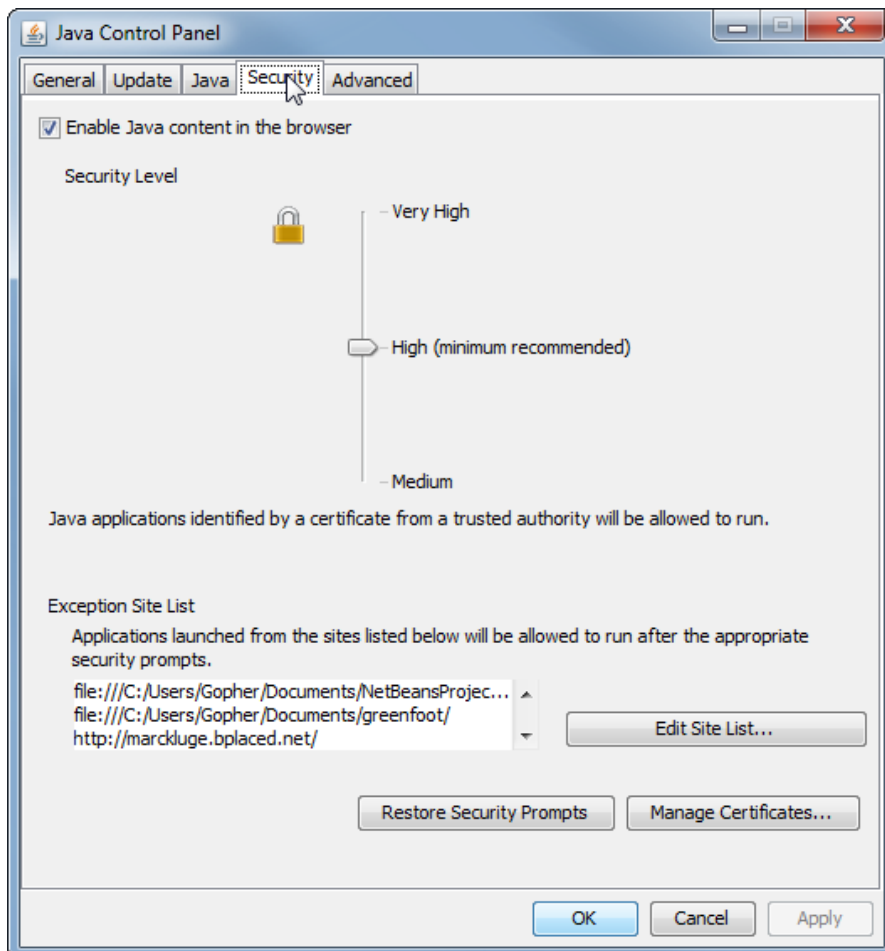 Java Control Panel
General Update Java Security Advanced
Enable Java content in the browser
Security Level
Very High
High (minimum recommended)
Medium
Java applications identified by a certificate from a trusted authority will be allowed to run.
Exception Site List
Applications launched from the sites listed below will be allowed to run after the appropriate
security prompts.
file:///C:/Users/Gopher/Documents/NetBeansProjec...
file:///C:/Users/Gopher/Documents/greenfoot/
http://marckluge.bplaced.net/
Edit Site List...
Restore Security Prompts Manage Certificates...
OK Cancel Apply